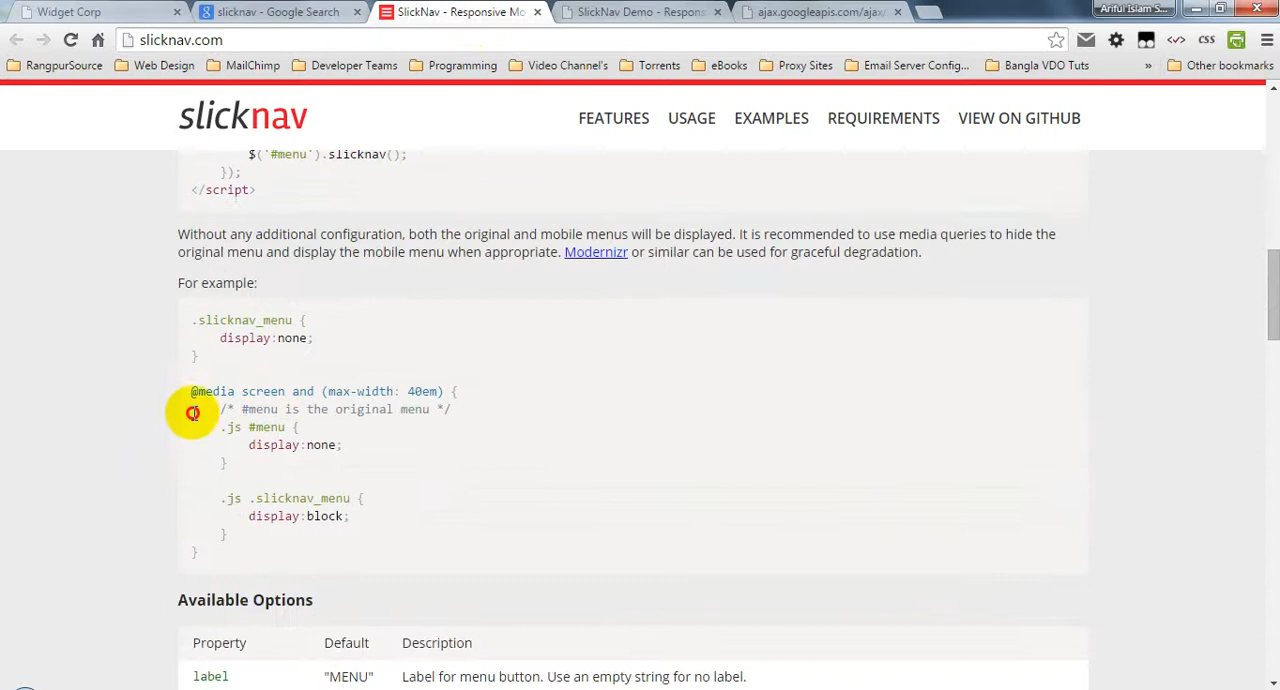 Widget Corp
slicknav - Google Search
SlickNav - Responsive Mo
SlickNav Demo - Respons
ajax.googleapis.com/ajax/
Ariful Islam S...
slicknav.com
CSS
RangpurSource
Web Design
MailChimp
Developer Teams
Programming
Video Channel's
Torrents
eBooks
Proxy Sites
Email Server Config...
Bangla VDO Tuts
»
Other bookmarks
slicknav
FEATURES
USAGE
EXAMPLES
REQUIREMENTS
VIEW ON GITHUB
$('#menu').slicknav();
});
</script>
Without any additional configuration, both the original and mobile menus will be displayed. It is recommended to use media queries to hide the
original menu and display the mobile menu when appropriate. Modernizr or similar can be used for graceful degradation.
For example:
.slicknav_menu {
display:none;
}
@media screen and (max-width: 40em) {
/* #menu is the original menu */
.js #menu {
display:none;
}
.js .slicknav_menu {
display:block;
}
}
Available Options
Property Default Description
label "MENU" Label for menu button. Use an empty string for no label.